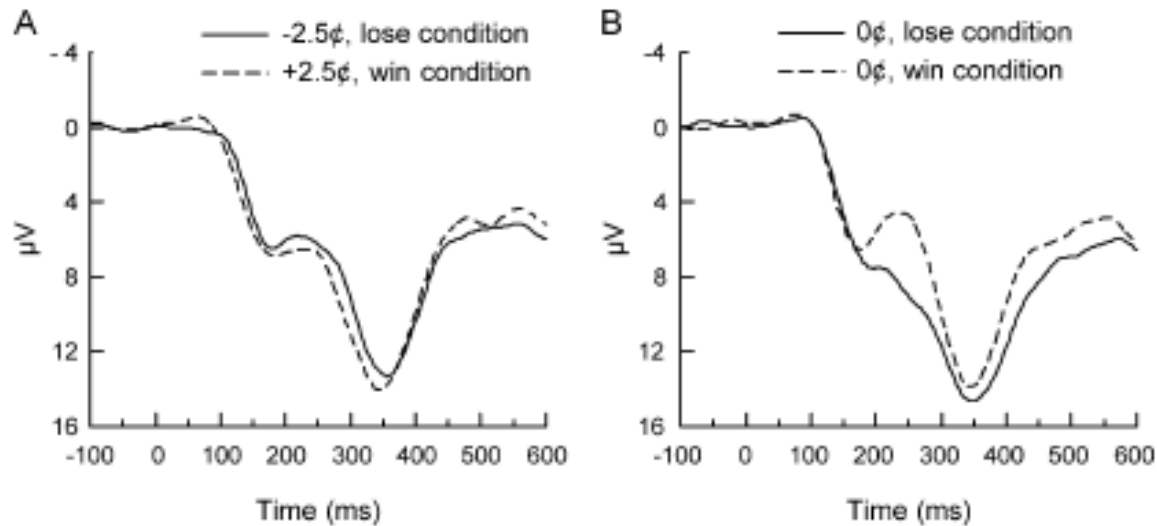 A
-2.5¢, lose condition
+2.5¢, win condition
-4
0
4
8
12
16
µV
-100 0 100 200 300 400 500 600
Time (ms)
B
0¢, lose condition
0¢, win condition
-4
0
4
8
12
16
µV
-100 0 100 200 300 400 500 600
Time (ms)